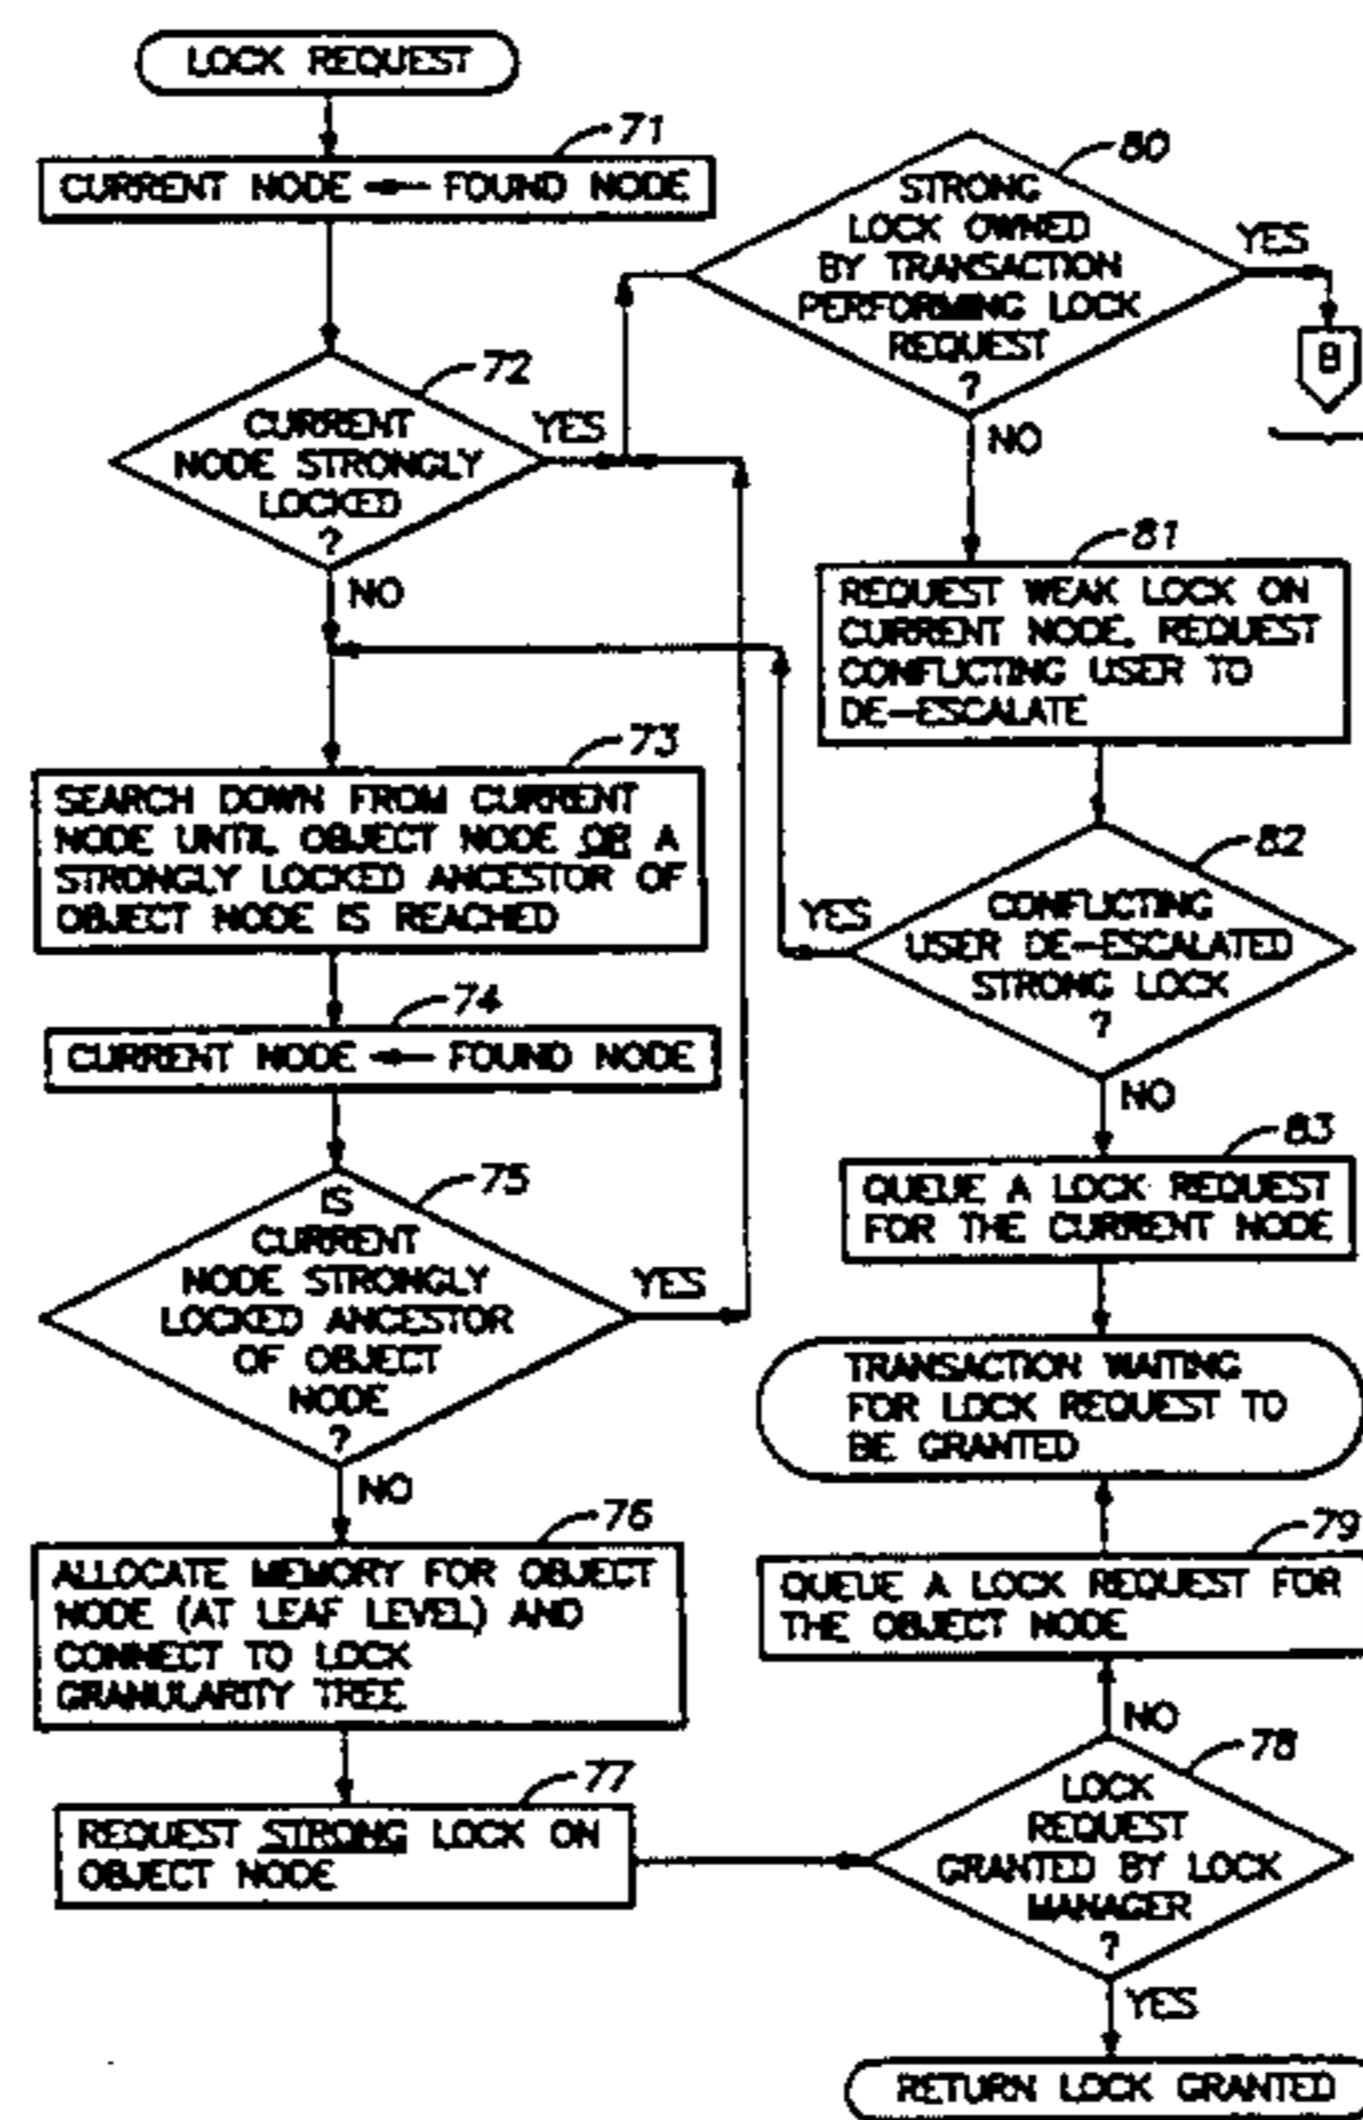 LOCK REQUEST
71
CURRENT NODE ← FOUND NODE
72
CURRENT
NODE STRONGLY
LOCKED
?
YES
NO
73
SEARCH DOWN FROM CURRENT
NODE UNTIL OBJECT NODE OR A
STRONGLY LOCKED ANCESTOR OF
OBJECT NODE IS REACHED
74
CURRENT NODE ← FOUND NODE
75
IS
CURRENT
NODE STRONGLY
LOCKED ANCESTOR
OF OBJECT
NODE
?
YES
NO
76
ALLOCATE MEMORY FOR OBJECT
NODE (AT LEAF LEVEL) AND
CONNECT TO LOCK
GRANULARITY TREE
77
REQUEST STRONG LOCK ON
OBJECT NODE
80
STRONG
LOCK OWNED
BY TRANSACTION
PERFORMING LOCK
REQUEST
?
YES
B
NO
81
REQUEST WEAK LOCK ON
CURRENT NODE, REQUEST
CONFLICTING USER TO
DE-ESCALATE
82
CONFLICTING
USER DE-ESCALATED
STRONG LOCK
?
YES
NO
83
QUEUE A LOCK REQUEST
FOR THE CURRENT NODE
TRANSACTION WAITING
FOR LOCK REQUEST TO
BE GRANTED
79
QUEUE A LOCK REQUEST FOR
THE OBJECT NODE
NO
78
LOCK
REQUEST
GRANTED BY LOCK
MANAGER
?
YES
RETURN LOCK GRANTED